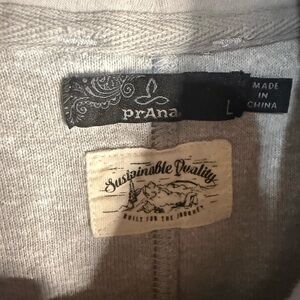 prAna
L
MADE
IN
CHINA
Sustainable Quality
BUILT FOR THE JOURNEY